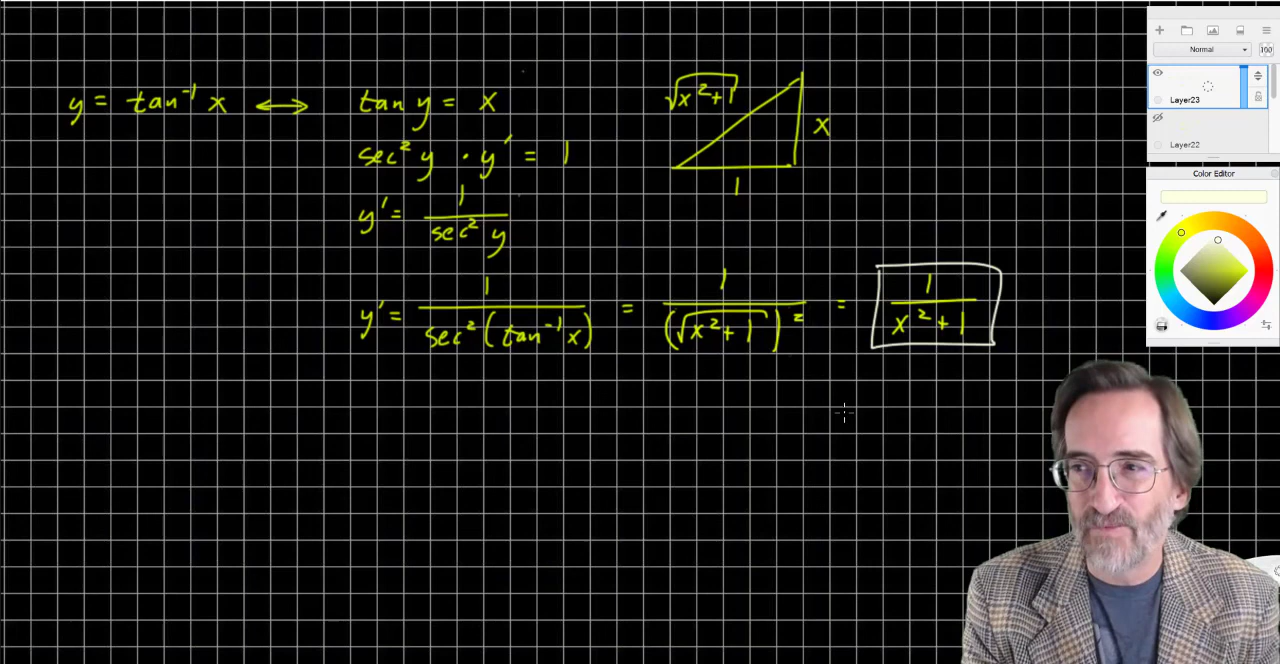 y = tan⁻¹ x ⟷ tan y = x
sec² y · y' = 1
y' = 1 / sec² y
√(x²+1)
x
1
y' = 1 / sec² (tan⁻¹ x) = 1 / (√(x²+1))² = 1 / (x²+1)
Normal
100
Layer23
Layer22
Color Editor